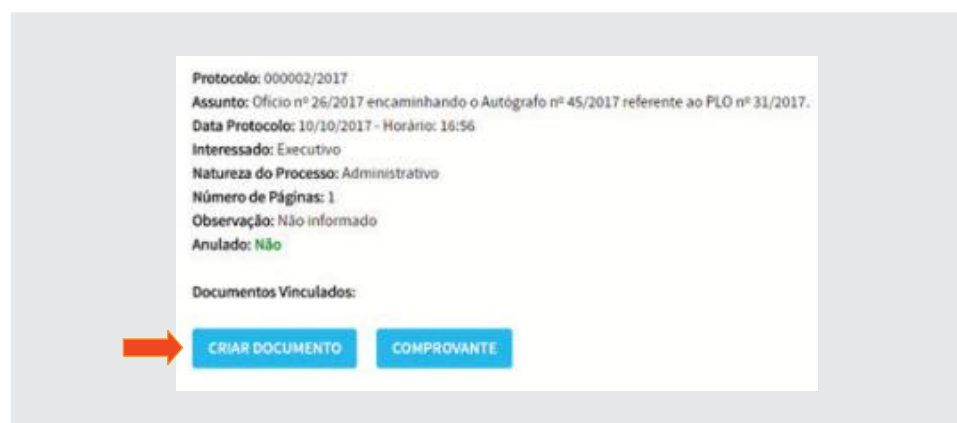 Protocolo: 000002/2017
Assunto: Ofício nº 26/2017 encaminhando o Autógrafo nº 45/2017 referente ao PLO nº 31/2017.
Data Protocolo: 10/10/2017 - Horário: 16:56
Interessado: Executivo
Natureza do Processo: Administrativo
Número de Páginas: 1
Observação: Não informado
Anulado: Não
Documentos Vinculados:
CRIAR DOCUMENTO COMPROVANTE